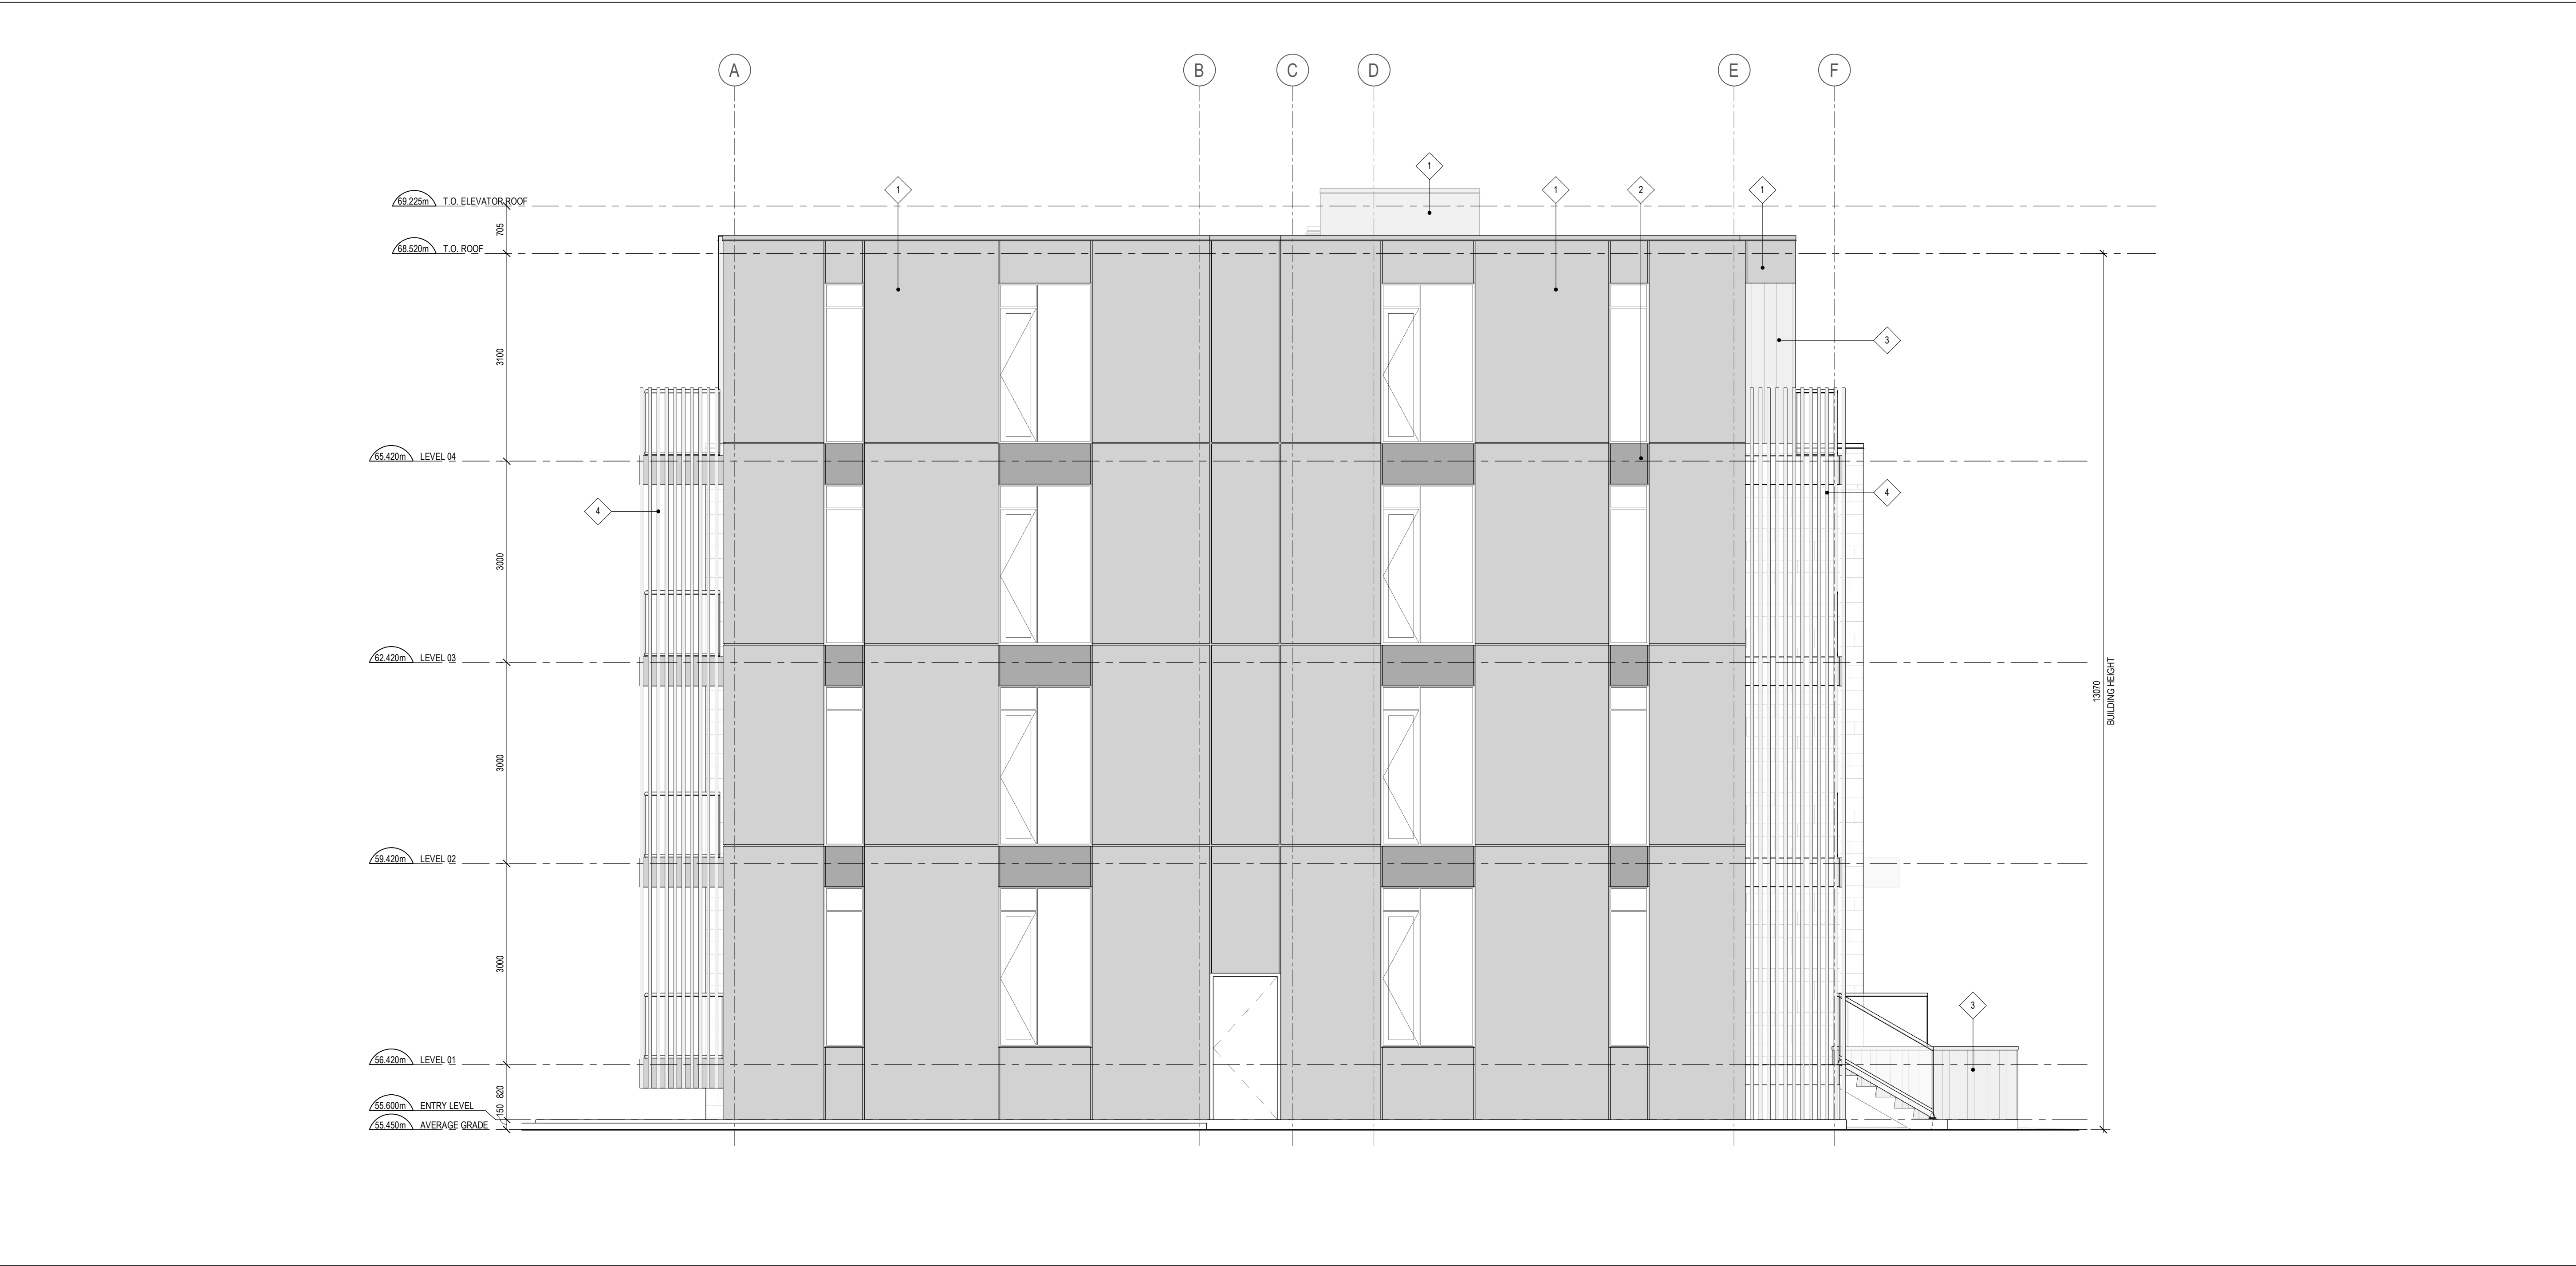 A
B
C
D
E
F
1
1
1
2
1
69.225m T.O. ELEVATOR ROOF
705
68.520m T.O. ROOF
3100
3
65.420m LEVEL 04
4
4
3000
62.420m LEVEL 03
13070
BUILDING HEIGHT
3000
59.420m LEVEL 02
3000
3
56.420m LEVEL 01
820
55.600m ENTRY LEVEL
150
55.450m AVERAGE GRADE